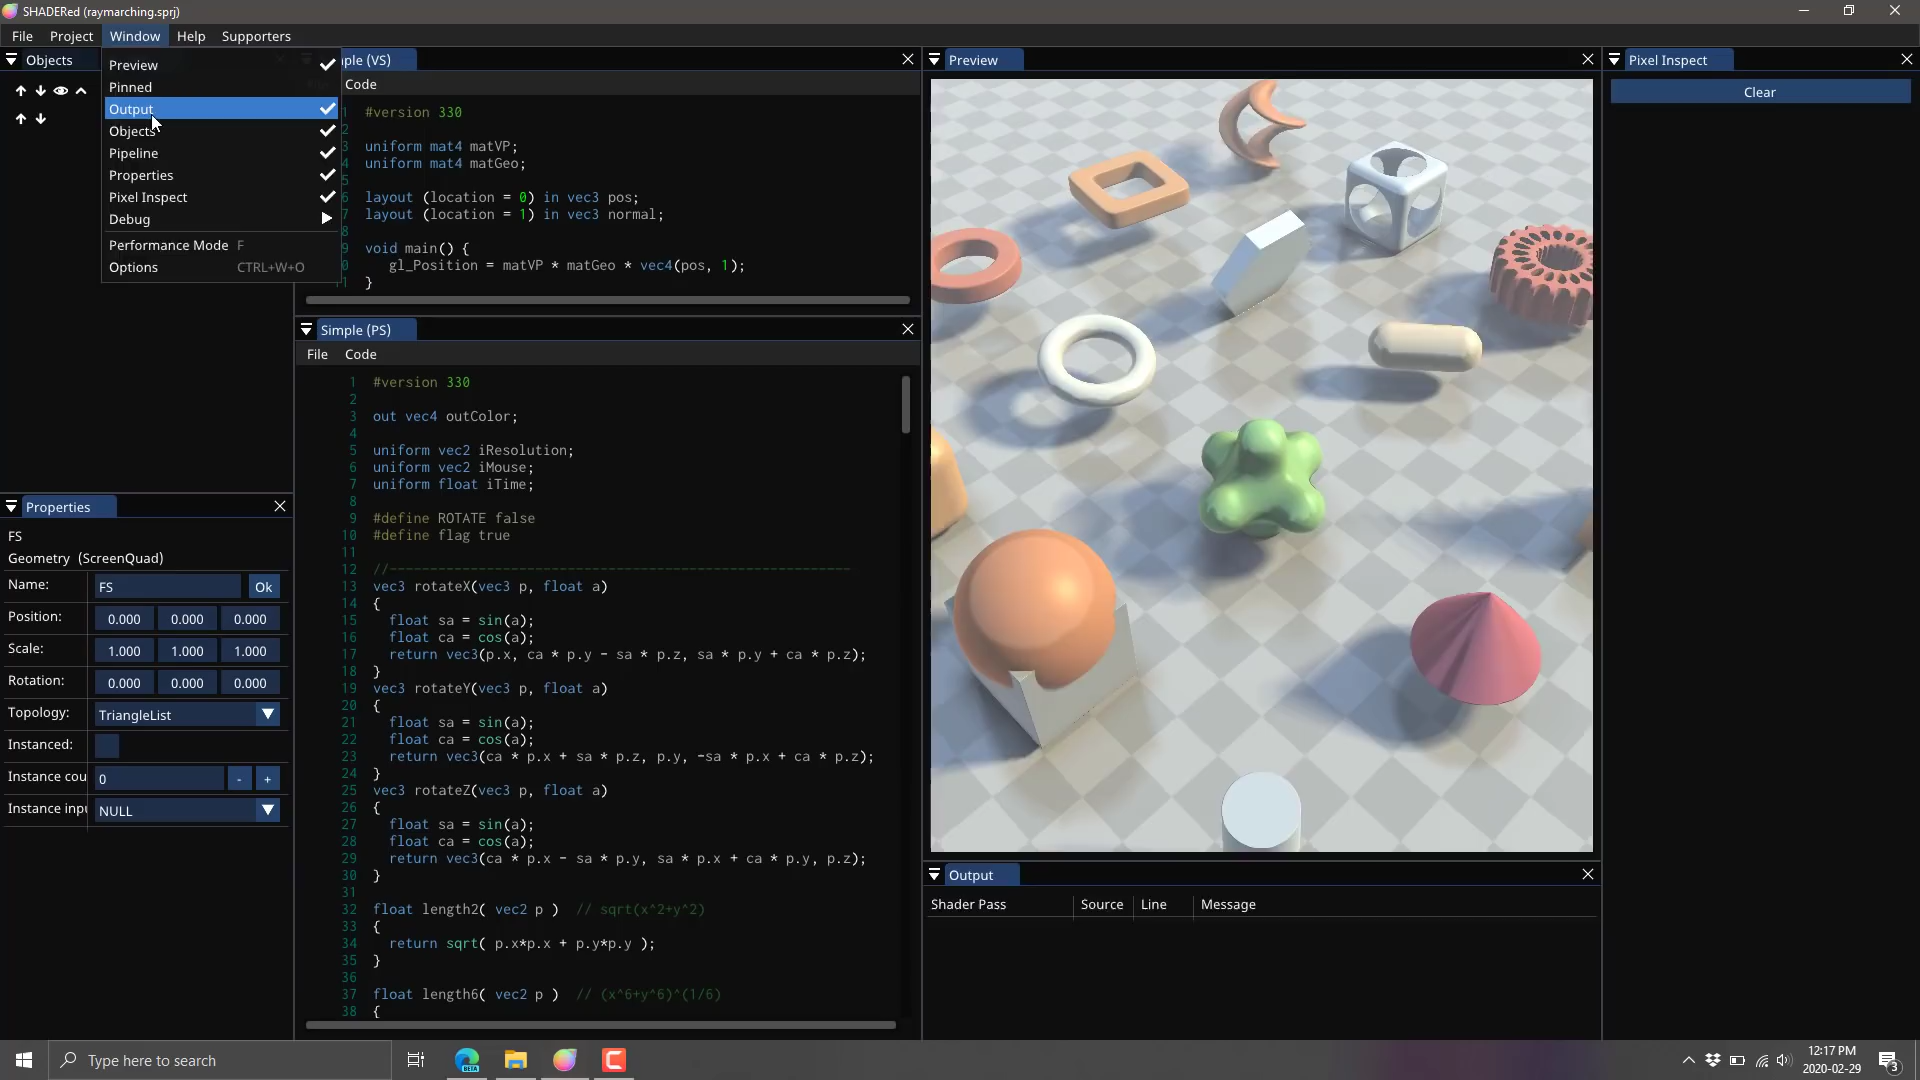 SHADERed (raymarching.sprj)
File Project Window Help Supporters
Objects
Preview
Pinned
Output
Objects
Pipeline
Properties
Pixel Inspect
Debug
Performance Mode F
Options CTRL+W+O
ple (VS)
Code
#version 330
uniform mat4 matVP;
uniform mat4 matGeo;
layout (location = 0) in vec3 pos;
layout (location = 1) in vec3 normal;
void main() {
gl_Position = matVP * matGeo * vec4(pos, 1);
}
Simple (PS)
File Code
1 #version 330
2
3 out vec4 outColor;
4
5 uniform vec2 iResolution;
6 uniform vec2 iMouse;
7 uniform float iTime;
8
9 #define ROTATE false
10 #define flag true
11
12 //---------------------------------------------------------
13 vec3 rotateX(vec3 p, float a)
14 {
15 float sa = sin(a);
16 float ca = cos(a);
17 return vec3(p.x, ca * p.y - sa * p.z, sa * p.y + ca * p.z);
18 }
19 vec3 rotateY(vec3 p, float a)
20 {
21 float sa = sin(a);
22 float ca = cos(a);
23 return vec3(ca * p.x + sa * p.z, p.y, -sa * p.x + ca * p.z);
24 }
25 vec3 rotateZ(vec3 p, float a)
26 {
27 float sa = sin(a);
28 float ca = cos(a);
29 return vec3(ca * p.x - sa * p.y, sa * p.x + ca * p.y, p.z);
30 }
31
32 float length2( vec2 p ) // sqrt(x^2+y^2)
33 {
34 return sqrt( p.x*p.x + p.y*p.y );
35 }
36
37 float length6( vec2 p ) // (x^6+y^6)^(1/6)
38 {
Properties
FS
Geometry (ScreenQuad)
Name: FS Ok
Position: 0.000 0.000 0.000
Scale: 1.000 1.000 1.000
Rotation: 0.000 0.000 0.000
Topology: TriangleList
Instanced:
Instance cou 0 - +
Instance inpu NULL
Preview
Output
Shader Pass Source Line Message
Pixel Inspect
Clear
Type here to search
BETA
12:17 PM
2020-02-29
3